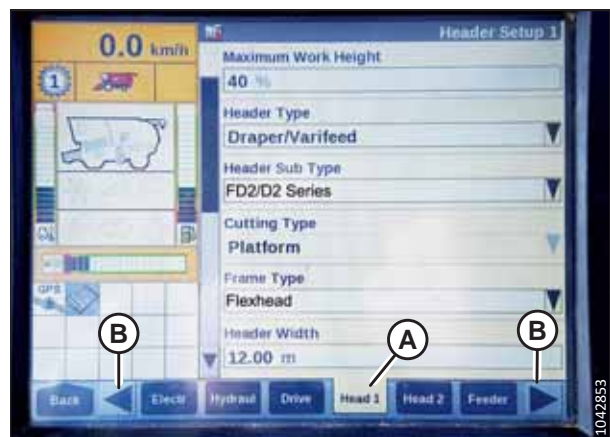 0.0 km/h
Header Setup 1
Maximum Work Height
40 %
1
Header Type
Draper/Varifeed
Header Sub Type
FD2/D2 Series
Cutting Type
Platform
Frame Type
Flexhead
GPS
Header Width
12.00 m
B
A
B
Back
Electr
Hydraul
Drive
Head 1
Head 2
Feeder
1042853